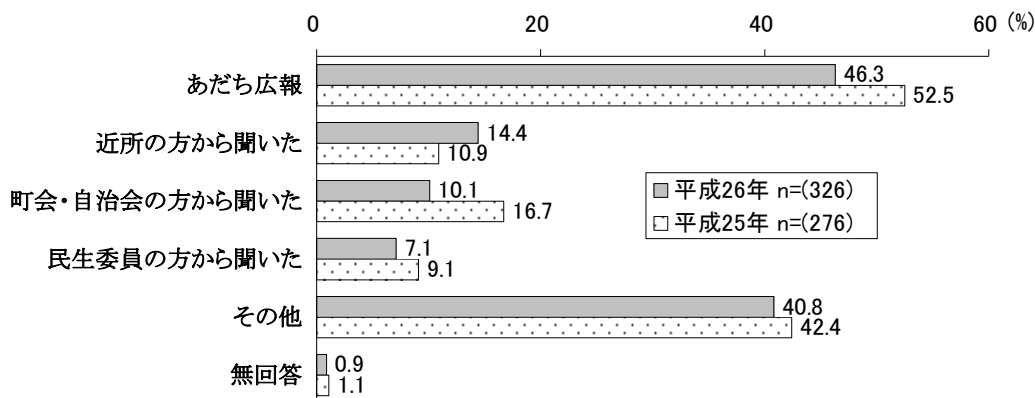 0 20 40 60 (%)
あだち広報 46.3
52.5
近所の方から聞いた 14.4
10.9
町会・自治会の方から聞いた 10.1
16.7
平成26年 n=(326)
平成25年 n=(276)
民生委員の方から聞いた 7.1
9.1
その他 40.8
42.4
無回答 0.9
1.1